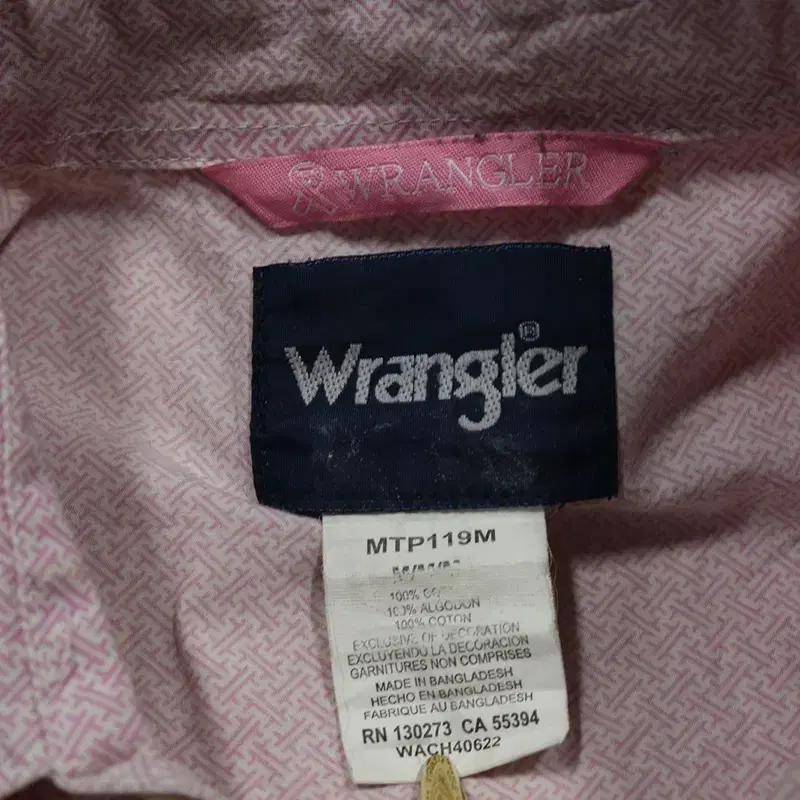 WRANGLER
Wrangler®
MTP119M
M/M/M
100%
100% ALGODON
100% COTON
EXCLUSIVE OF DECORATION
EXCLUYENDO LA DECORACION
GARNITURES NON COMPRISES
MADE IN BANGLADESH
HECHO EN BANGLADESH
FABRIQUE AU BANGLADESH
RN 130273 CA 55394
WACH40622